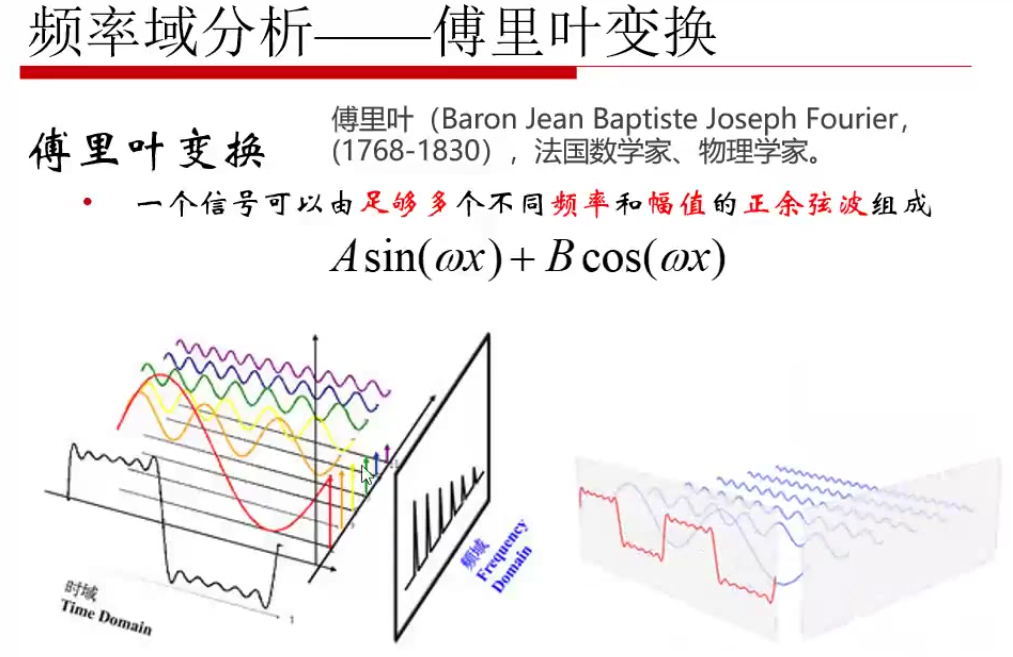 频率域分析——傅里叶变换
傅里叶变换
傅里叶（Baron Jean Baptiste Joseph Fourier，
(1768-1830），法国数学家、物理学家。
• 一个信号可以由足够多个不同频率和幅值的正余弦波组成
A sin(ωx) + B cos(ωx)
时域
Time Domain
1
频域
Frequency
Domain